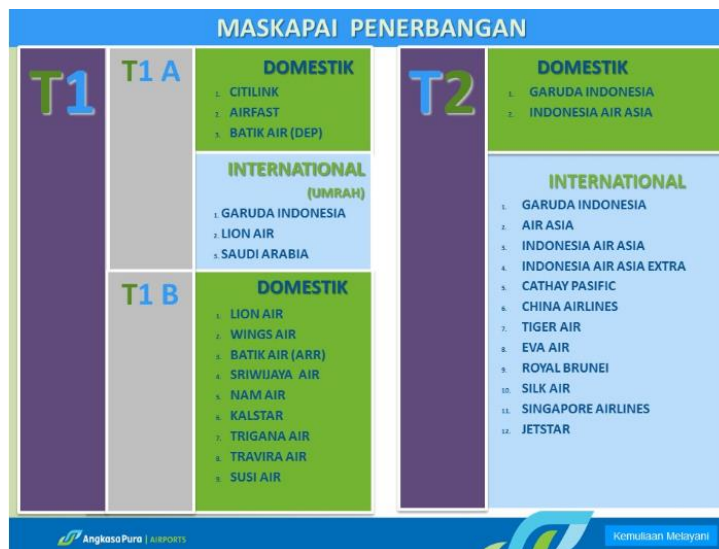 MASKAPAI PENERBANGAN
T1
T1 A
DOMESTIK
1. CITILINK
2. AIRFAST
3. BATIK AIR (DEP)
INTERNATIONAL
(UMRAH)
1. GARUDA INDONESIA
2. LION AIR
3. SAUDI ARABIA
T1 B
DOMESTIK
1. LION AIR
2. WINGS AIR
3. BATIK AIR (ARR)
4. SRIWIJAYA AIR
5. NAM AIR
6. KALSTAR
7. TRIGANA AIR
8. TRAVIRA AIR
9. SUSI AIR
T2
DOMESTIK
1. GARUDA INDONESIA
2. INDONESIA AIR ASIA
INTERNATIONAL
1. GARUDA INDONESIA
2. AIR ASIA
3. INDONESIA AIR ASIA
4. INDONESIA AIR ASIA EXTRA
5. CATHAY PASIFIC
6. CHINA AIRLINES
7. TIGER AIR
8. EVA AIR
9. ROYAL BRUNEI
10. SILK AIR
11. SINGAPORE AIRLINES
12. JETSTAR
AngkasaPura | AIRPORTS
Kemuliaan Melayani